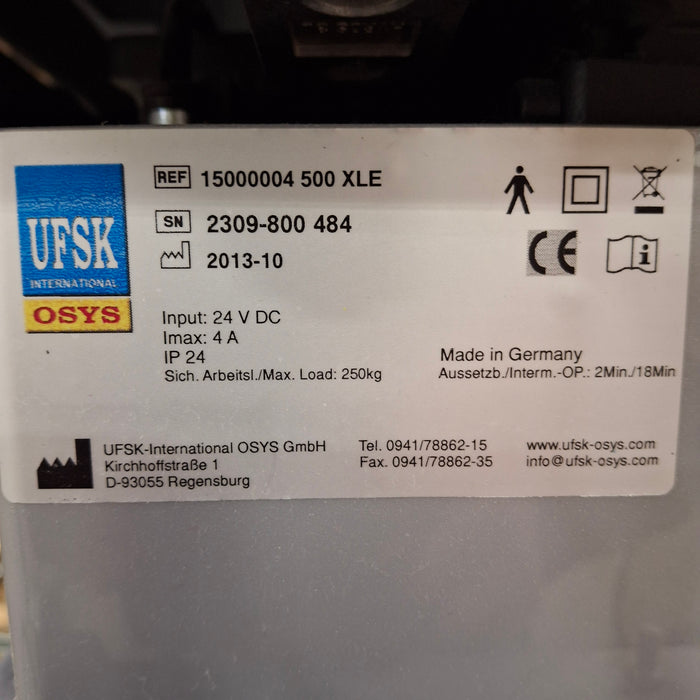 UFSK
INTERNATIONAL
OSYS
REF 15000004 500 XLE
SN 2309-800 484
2013-10
CE
i
Input: 24 V DC
Imax: 4 A
IP 24
Sich. Arbeitsl./Max. Load: 250kg
Made in Germany
Aussetzb./Interm.-OP.: 2Min./18Min
UFSK-International OSYS GmbH
Kirchhoffstraße 1
D-93055 Regensburg
Tel. 0941/78862-15
Fax. 0941/78862-35
www.ufsk-osys.com
info@ufsk-osys.com